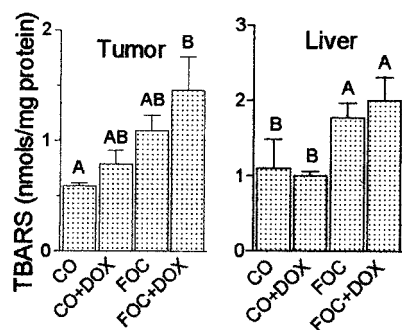 TBARS (nmols/mg protein)
Tumor
2
1
0
A
AB
AB
B
CO
CO+DOX
FOC
FOC+DOX
Liver
3
2
1
0
B
B
A
A
CO
CO+DOX
FOC
FOC+DOX